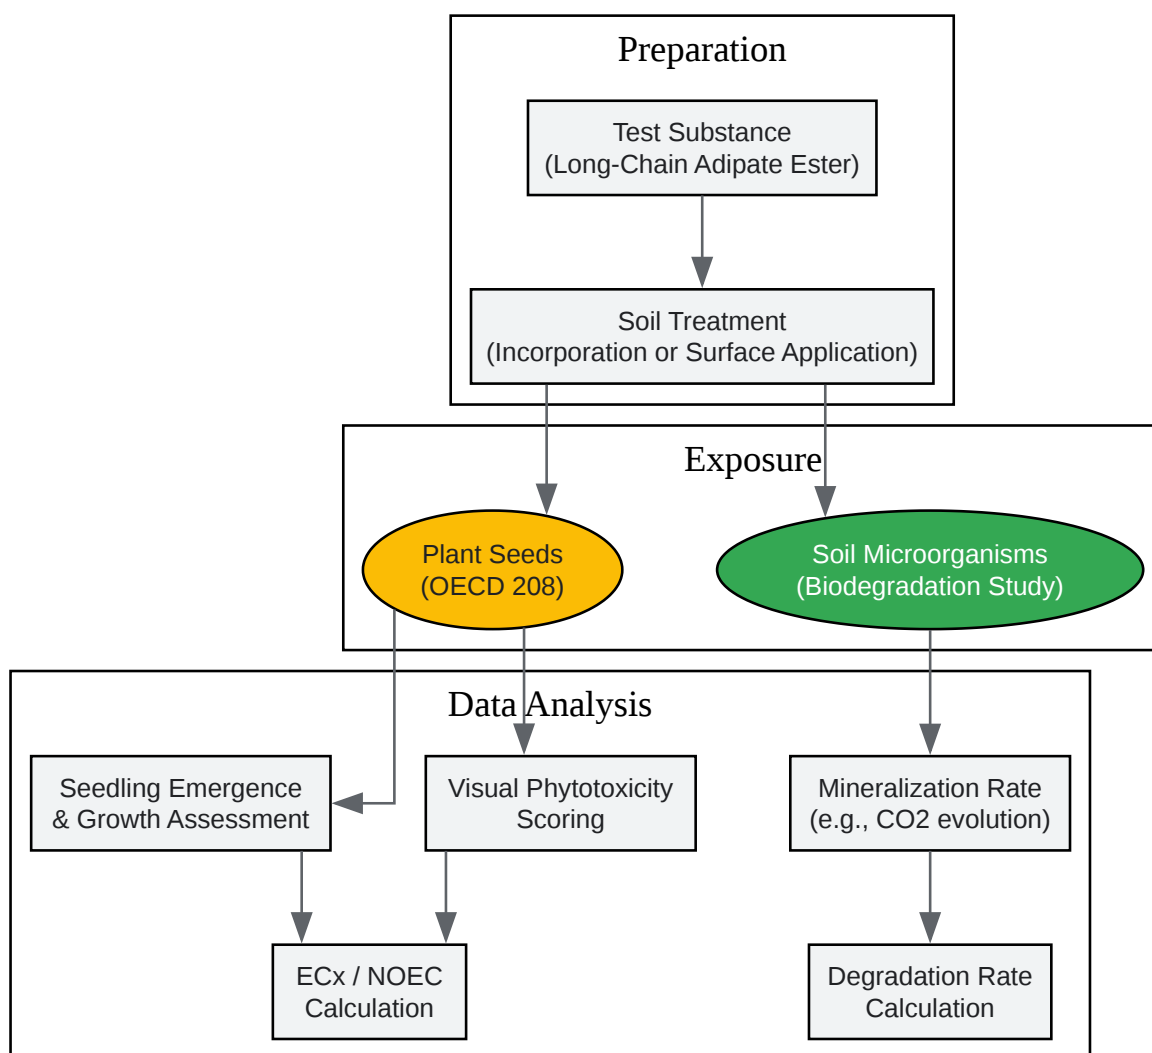 Preparation
Test Substance
(Long-Chain Adipate Ester)
Soil Treatment
(Incorporation or Surface Application)
Exposure
Plant Seeds
(OECD 208)
Soil Microorganisms
(Biodegradation Study)
Data Analysis
Seedling Emergence
& Growth Assessment
Visual Phytotoxicity
Scoring
Mineralization Rate
(e.g., CO2 evolution)
ECx / NOEC
Calculation
Degradation Rate
Calculation